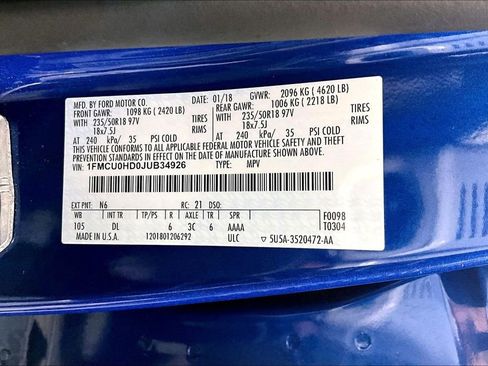 MFD. BY FORD MOTOR CO. 01/18 GVWR: 2096 KG ( 4620 LB)
FRONT GAWR: 1098 KG ( 2420 LB) REAR GAWR: 1006 KG ( 2218 LB)
WITH 235/50R18 97V TIRES WITH 235/50R18 97V TIRES
18x7.5J RIMS 18x7.5J RIMS
AT 240 kPa/ 35 PSI COLD AT 240 kPa/ 35 PSI COLD
THIS VEHICLE CONFORMS TO ALL APPLICABLE FEDERAL MOTOR VEHICLE SAFETY AND THEFT
PREVENTION STANDARDS IN EFFECT ON THE DATE OF MANUFACTURE SHOWN ABOVE.
VIN: 1FMCU0HD0JUB34926 TYPE: MPV
EXT PNT: N6 RC: 21 DSO:
WB INT TR TP/PS R AXLE TR SPR F0098
105 DL 6 3C 6 AAAA T0304
MADE IN U.S.A. 1201801206292 ULC 5U5A-3520472-AA